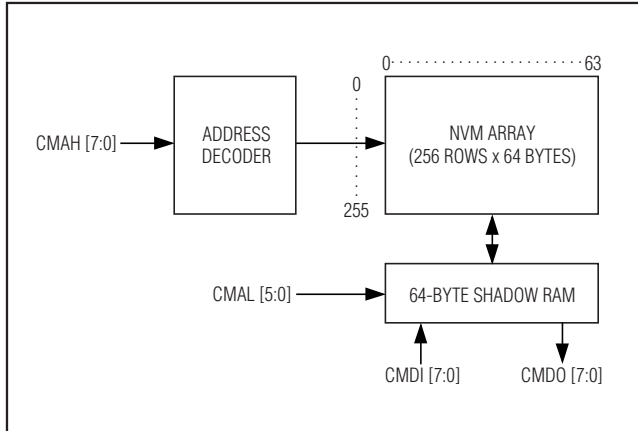 0 63
0
CMAH [7:0]
ADDRESS
DECODER
NVM ARRAY
(256 ROWS x 64 BYTES)
255
CMAL [5:0]
64-BYTE SHADOW RAM
CMDI [7:0] CMDO [7:0]